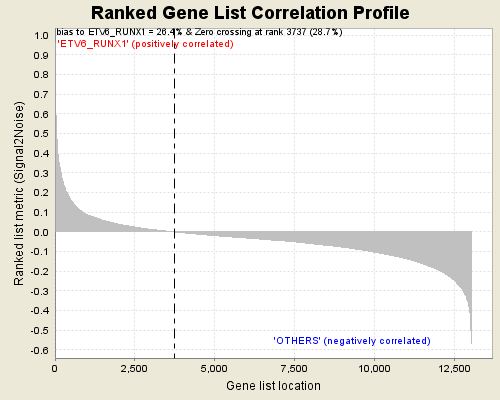 Ranked Gene List Correlation Profile
bias to ETV6_RUNX1 = 26.4% & Zero crossing at rank 3737 (28.7%)
'ETV6_RUNX1' (positively correlated)
1.0
0.9
0.8
0.7
0.6
0.5
0.4
0.3
0.2
0.1
0.0
-0.1
-0.2
-0.3
-0.4
-0.5
-0.6
Ranked list metric (Signal2Noise)
'OTHERS' (negatively correlated)
0 2,500 5,000 7,500 10,000 12,500
Gene list location